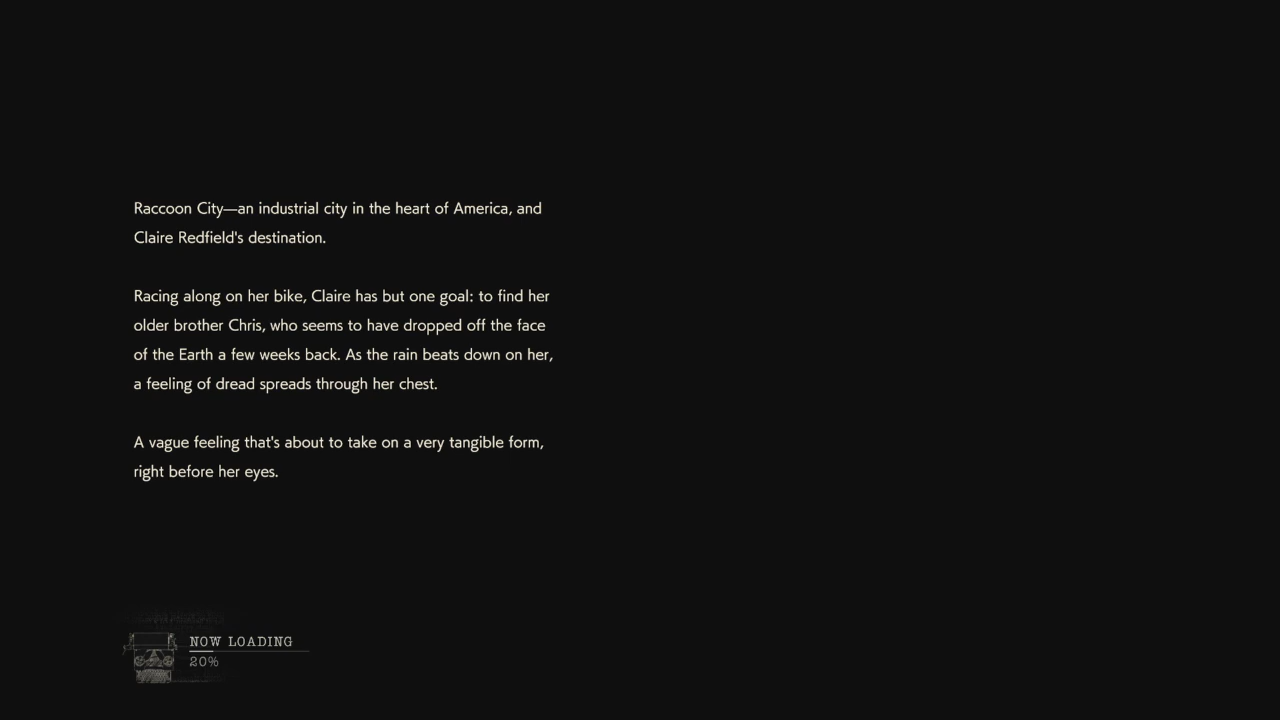 Raccoon City—an industrial city in the heart of America, and
Claire Redfield's destination.
Racing along on her bike, Claire has but one goal: to find her
older brother Chris, who seems to have dropped off the face
of the Earth a few weeks back. As the rain beats down on her,
a feeling of dread spreads through her chest.
A vague feeling that's about to take on a very tangible form,
right before her eyes.
NOW LOADING
20%